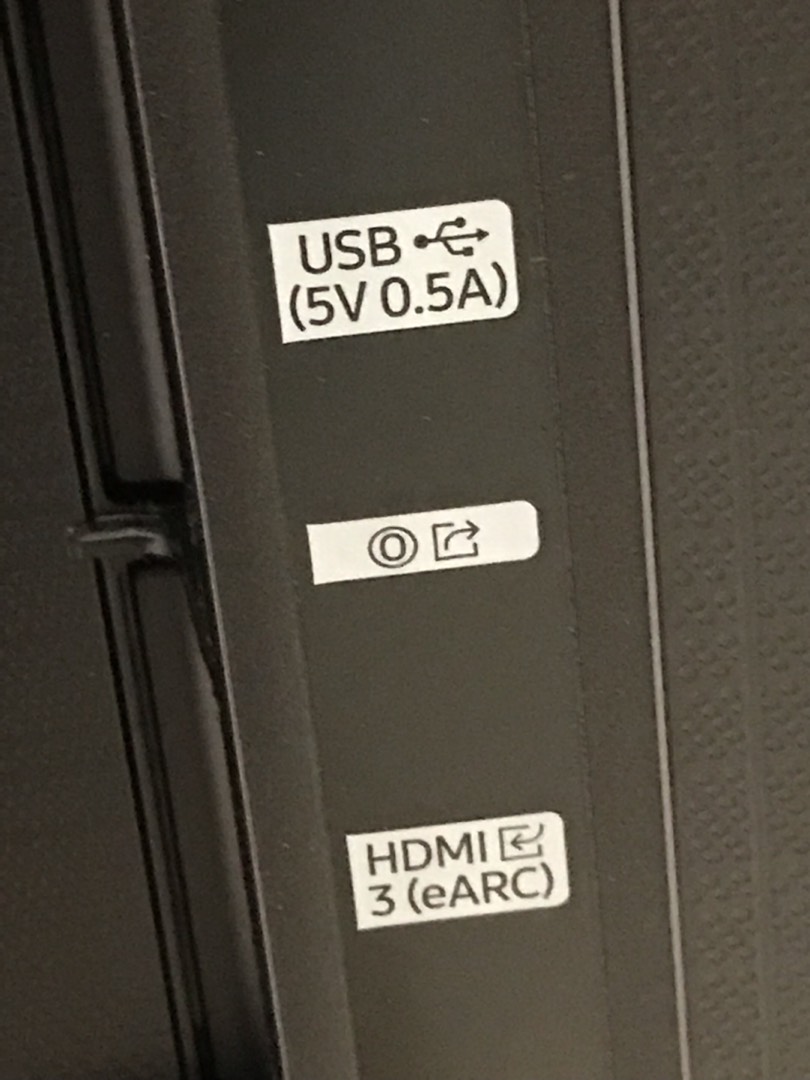 USB
(5V 0.5A)
HDMI
3 (eARC)